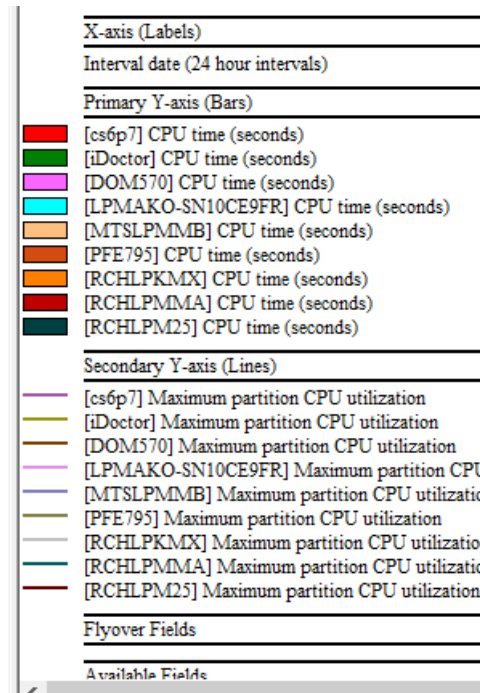 X-axis (Labels)
Interval date (24 hour intervals)
Primary Y-axis (Bars)
[cs6p7] CPU time (seconds)
[iDoctor] CPU time (seconds)
[DOM570] CPU time (seconds)
[LPMAKO-SN10CE9FR] CPU time (seconds)
[MTSLPMMB] CPU time (seconds)
[PFE795] CPU time (seconds)
[RCHLPKMX] CPU time (seconds)
[RCHLPMMA] CPU time (seconds)
[RCHLPM25] CPU time (seconds)
Secondary Y-axis (Lines)
[cs6p7] Maximum partition CPU utilization
[iDoctor] Maximum partition CPU utilization
[DOM570] Maximum partition CPU utilization
[LPMAKO-SN10CE9FR] Maximum partition CPU
[MTSLPMMB] Maximum partition CPU utilizatio
[PFE795] Maximum partition CPU utilization
[RCHLPKMX] Maximum partition CPU utilizatio
[RCHLPMMA] Maximum partition CPU utilizatio
[RCHLPM25] Maximum partition CPU utilization
Flyover Fields
Available Fields